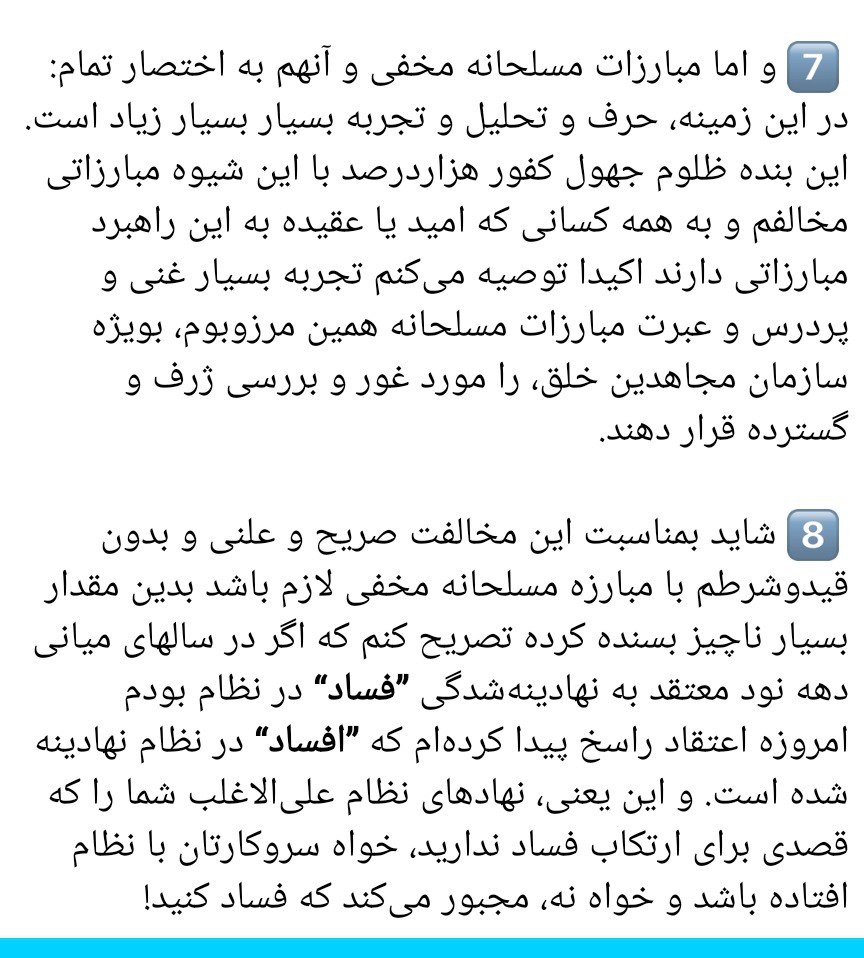 7️⃣ و اما مبارزات مسلحانه مخفی و آنهم به اختصار تمام:
در این زمینه، حرف و تحلیل و تجربه بسیار بسیار زیاد است.
این بنده ظلوم جهول کفور هزاردرصد با این شیوه مبارزاتی
مخالفم و به همه کسانی که امید یا عقیده به این راهبرد
مبارزاتی دارند اکیدا توصیه می‌کنم تجربه بسیار غنی و
پردرس و عبرت مبارزات مسلحانه همین مرزوبوم، بویژه
سازمان مجاهدین خلق، را مورد غور و بررسی ژرف و
گسترده قرار دهند.
8️⃣ شاید بمناسبت این مخالفت صریح و علنی و بدون
قیدوشرطم با مبارزه مسلحانه مخفی لازم باشد بدین مقدار
بسیار ناچیز بسنده کرده تصریح کنم که اگر در سالهای میانی
دهه نود معتقد به نهادینه‌شدگی ”فساد“ در نظام بودم
امروزه اعتقاد راسخ پیدا کرده‌ام که ”افساد“ در نظام نهادینه
شده است. و این یعنی، نهادهای نظام علی‌الاغلب شما را که
قصدی برای ارتکاب فساد ندارید، خواه سروکارتان با نظام
افتاده باشد و خواه نه، مجبور می‌کند که فساد کنید!